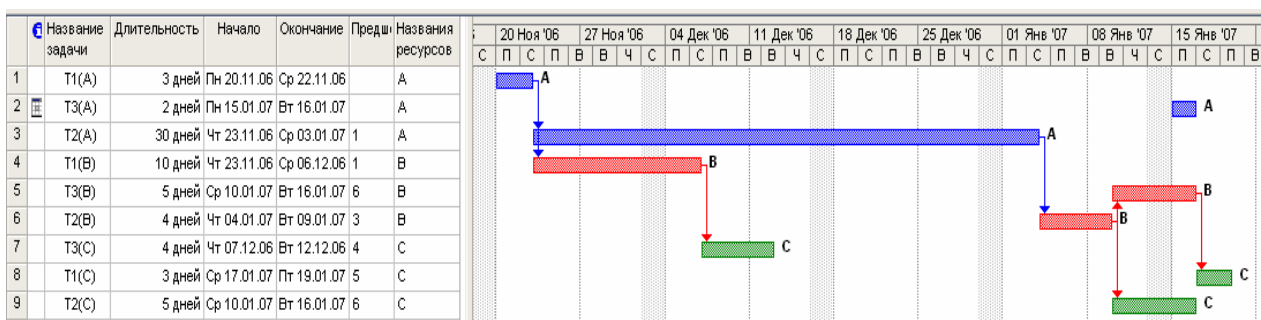 Название задачи Длительность Начало Окончание Предш Названия ресурсов
20 Ноя '06 27 Ноя '06 04 Дек '06 11 Дек '06 18 Дек '06 25 Дек '06 01 Янв '07 08 Янв '07 15 Янв '07
С П С П В В Ч С П С П В В Ч С П С П В В Ч С П С П В В Ч С П С П В
1 T1(A) 3 дней Пн 20.11.06 Ср 22.11.06 A A
2 T3(A) 2 дней Пн 15.01.07 Вт 16.01.07 A A
3 T2(A) 30 дней Чт 23.11.06 Ср 03.01.07 1 A A
4 T1(B) 10 дней Чт 23.11.06 Ср 06.12.06 1 B B
5 T3(B) 5 дней Ср 10.01.07 Вт 16.01.07 6 B B
6 T2(B) 4 дней Чт 04.01.07 Вт 09.01.07 3 B B
7 T3(C) 4 дней Чт 07.12.06 Вт 12.12.06 4 C C
8 T1(C) 3 дней Ср 17.01.07 Пт 19.01.07 5 C C
9 T2(C) 5 дней Ср 10.01.07 Вт 16.01.07 6 C C